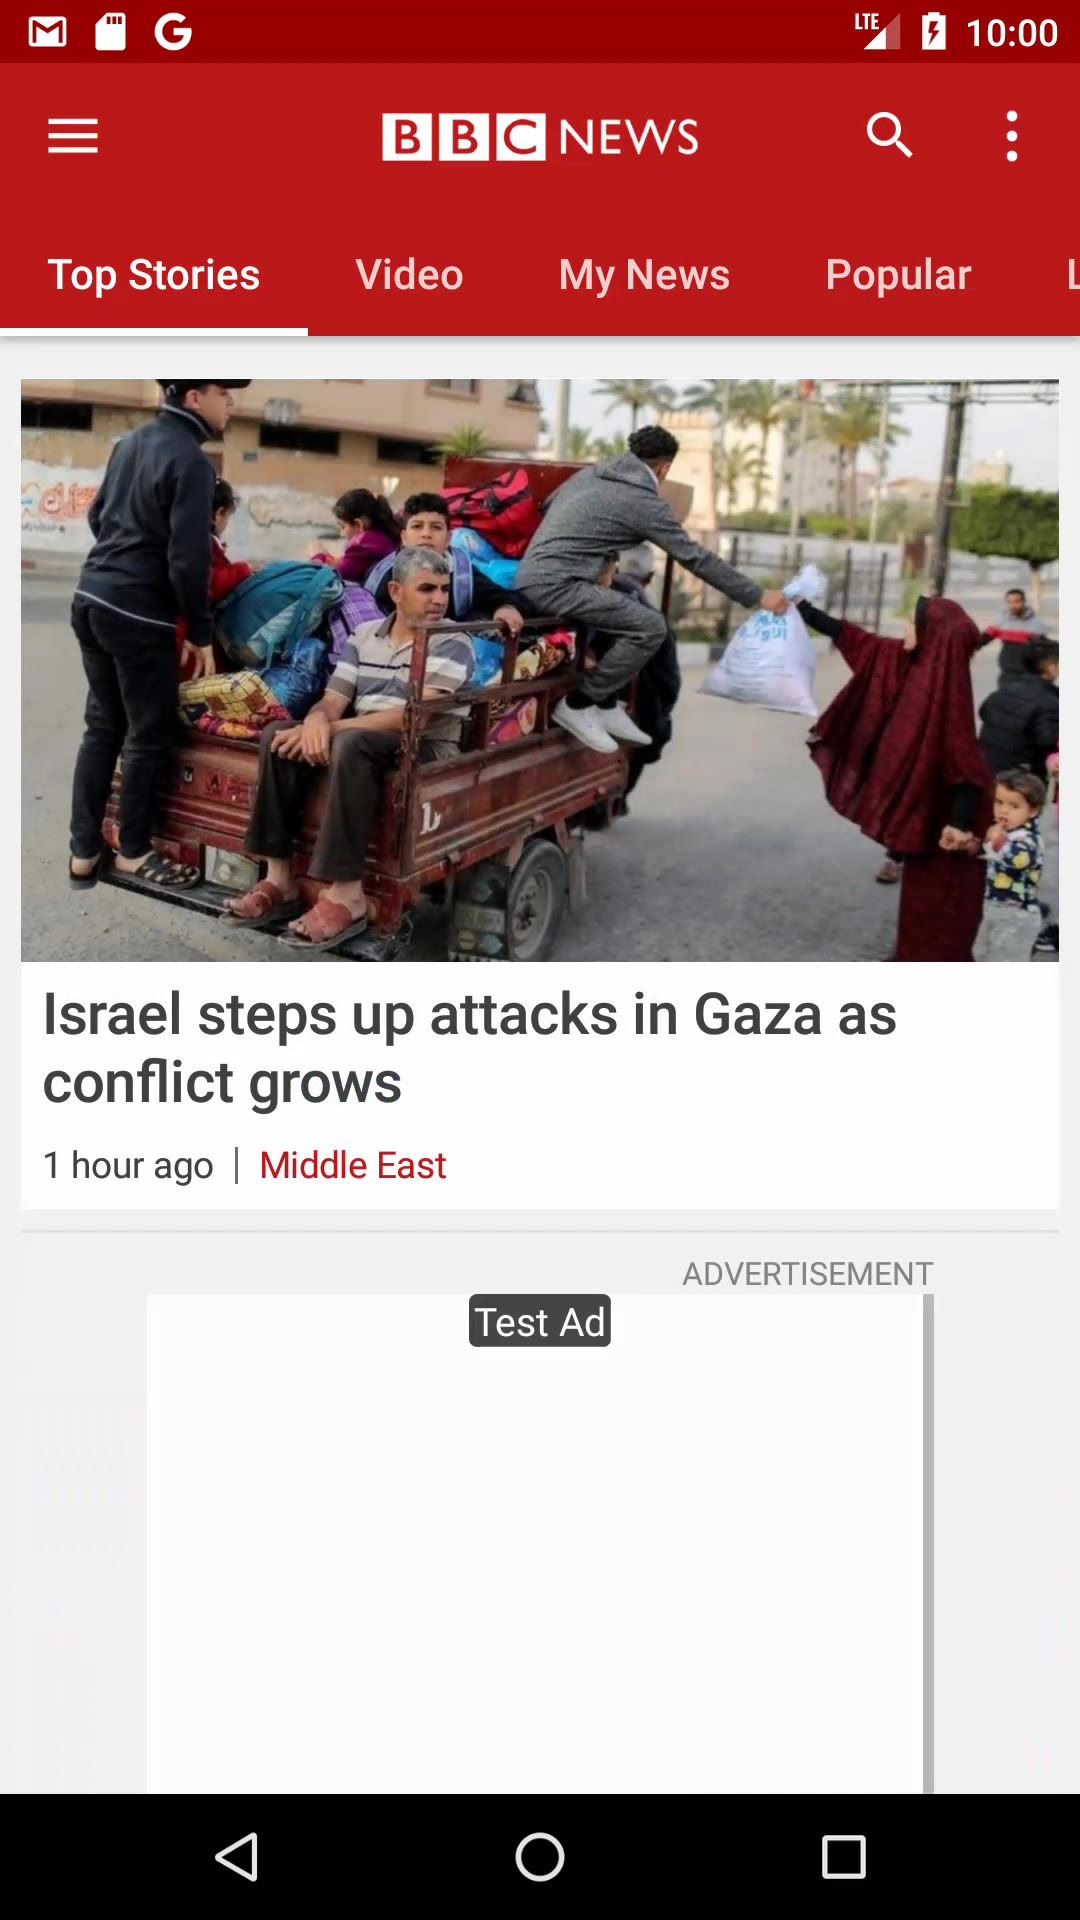 LTE 10:00
BBC NEWS
Top Stories Video My News Popular L
Israel steps up attacks in Gaza as
conflict grows
1 hour ago | Middle East
ADVERTISEMENT
Test Ad